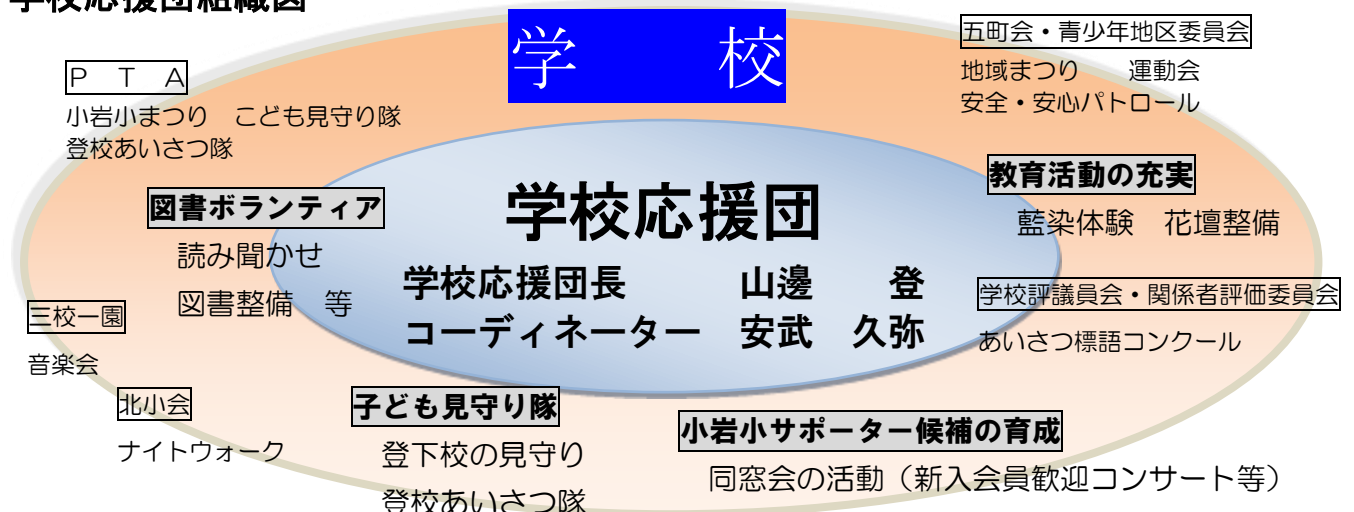 学校応援団組織図
学　校
五町会・青少年地区委員会
地域まつり　運動会
安全・安心パトロール
Ｐ　Ｔ　Ａ
小岩小まつり　こども見守り隊
登校あいさつ隊
図書ボランティア
読み聞かせ
図書整備　等
学校応援団
学校応援団長　山邊　登
コーディネーター　安武　久弥
教育活動の充実
藍染体験　花壇整備
学校評議員会・関係者評価委員会
あいさつ標語コンクール
三校一園
音楽会
北小会
ナイトウォーク
子ども見守り隊
登下校の見守り
登校あいさつ隊
小岩小サポーター候補の育成
同窓会の活動（新入会員歓迎コンサート等）